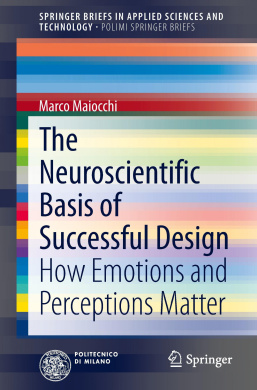 SPRINGER BRIEFS IN APPLIED SCIENCES AND
TECHNOLOGY · POLIMI SPRINGER BRIEFS
Marco Maiocchi
The
Neuroscientific
Basis of
Successful Design
How Emotions and
Perceptions Matter
POLITECNICO
DI MILANO
Springer